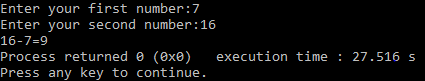 Enter your first number:7
Enter your second number:16
16-7=9
Process returned 0 (0x0)   execution time : 27.516 s
Press any key to continue.